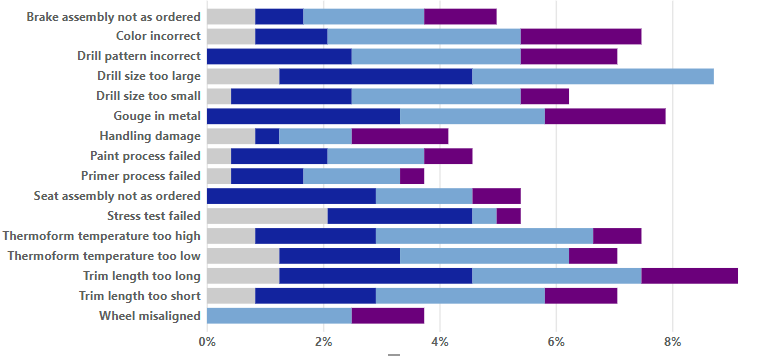 Brake assembly not as ordered
Color incorrect
Drill pattern incorrect
Drill size too large
Drill size too small
Gouge in metal
Handling damage
Paint process failed
Primer process failed
Seat assembly not as ordered
Stress test failed
Thermoform temperature too high
Thermoform temperature too low
Trim length too long
Trim length too short
Wheel misaligned
0% 2% 4% 6% 8%